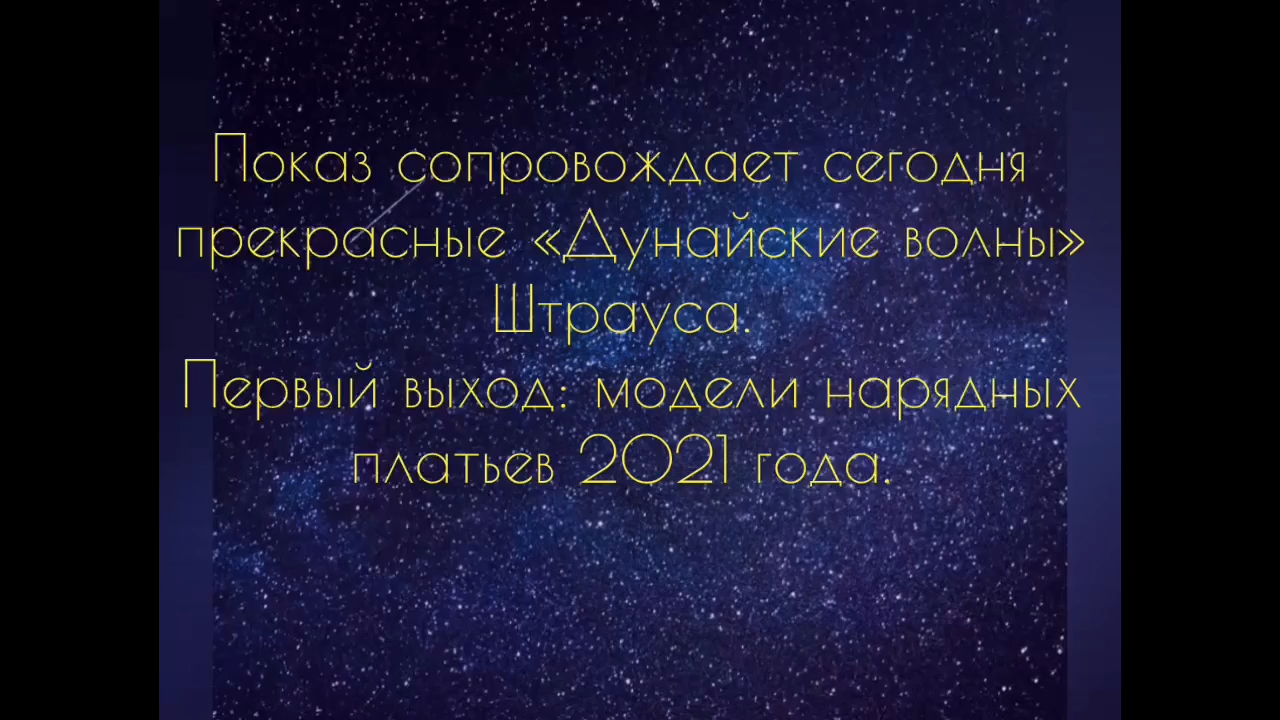 Показ сопровождает сегодня
прекрасные «Дунайские волны»
Штрауса.
Первый выход: модели нарядных
платьев 2021 года.